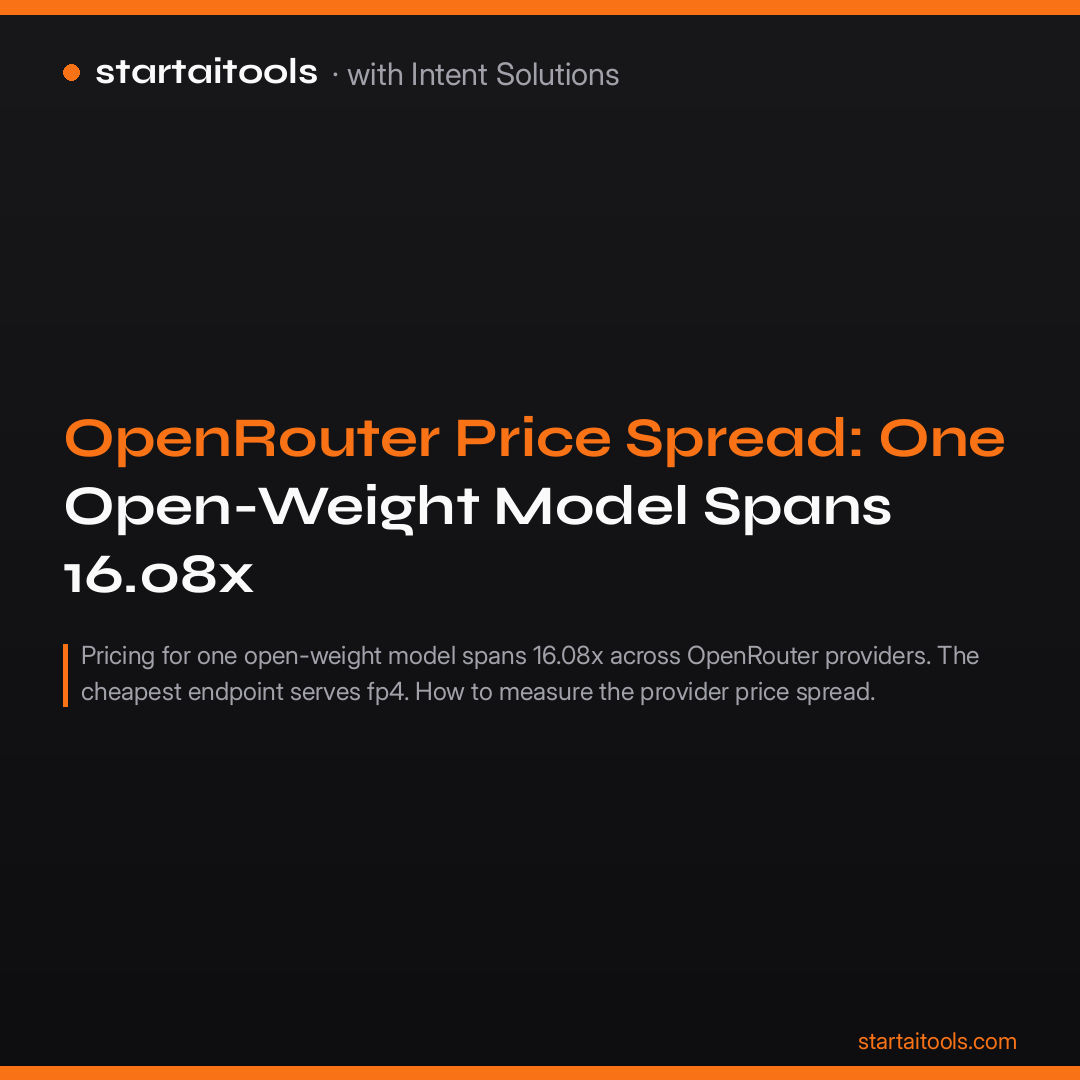 startaitools · with Intent Solutions
OpenRouter Price Spread: One
Open-Weight Model Spans
16.08x
Pricing for one open-weight model spans 16.08x across OpenRouter providers. The
cheapest endpoint serves fp4. How to measure the provider price spread.
startaitools.com